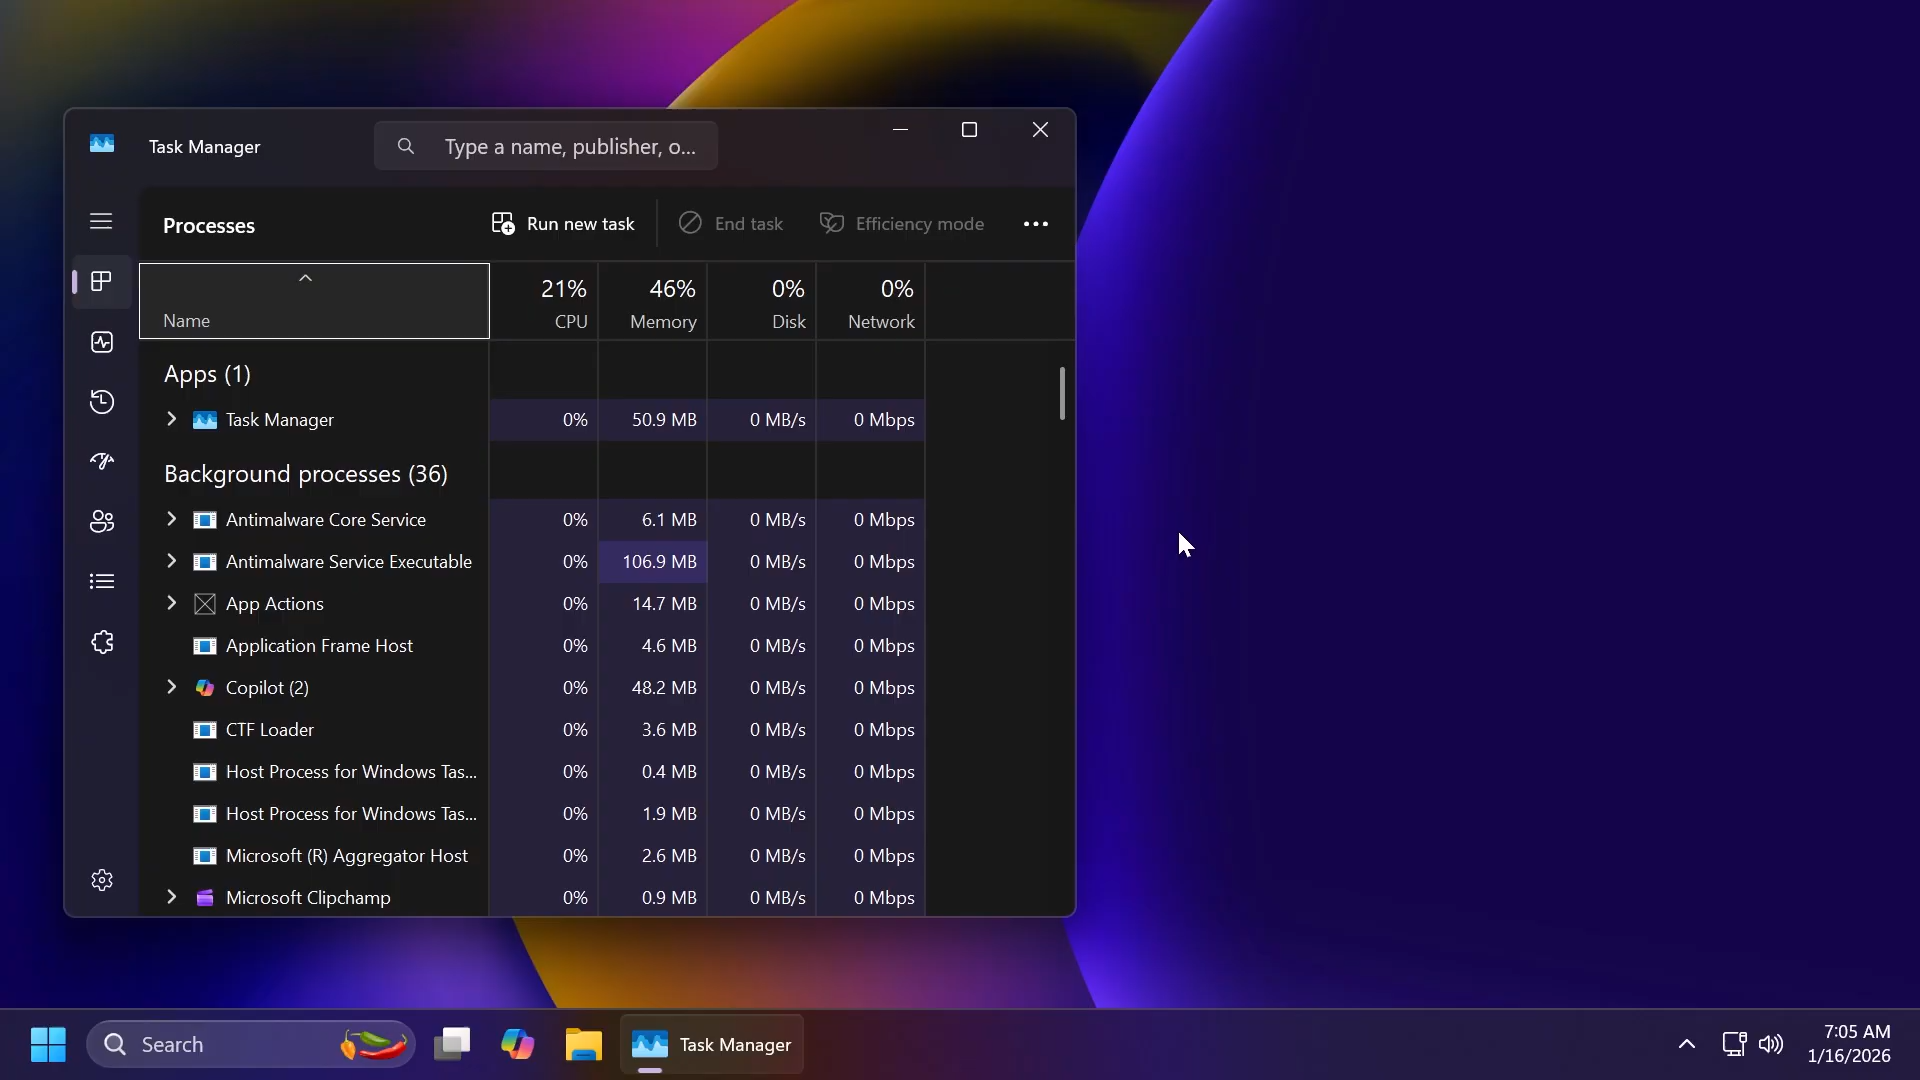 Task Manager
Type a name, publisher, o...
Processes
Run new task
End task
Efficiency mode
Name
21%
CPU
46%
Memory
0%
Disk
0%
Network
Apps (1)
Task Manager 0% 50.9 MB 0 MB/s 0 Mbps
Background processes (36)
Antimalware Core Service 0% 6.1 MB 0 MB/s 0 Mbps
Antimalware Service Executable 0% 106.9 MB 0 MB/s 0 Mbps
App Actions 0% 14.7 MB 0 MB/s 0 Mbps
Application Frame Host 0% 4.6 MB 0 MB/s 0 Mbps
Copilot (2) 0% 48.2 MB 0 MB/s 0 Mbps
CTF Loader 0% 3.6 MB 0 MB/s 0 Mbps
Host Process for Windows Tas... 0% 0.4 MB 0 MB/s 0 Mbps
Host Process for Windows Tas... 0% 1.9 MB 0 MB/s 0 Mbps
Microsoft (R) Aggregator Host 0% 2.6 MB 0 MB/s 0 Mbps
Microsoft Clipchamp 0% 0.9 MB 0 MB/s 0 Mbps
Search
Task Manager
7:05 AM
1/16/2026